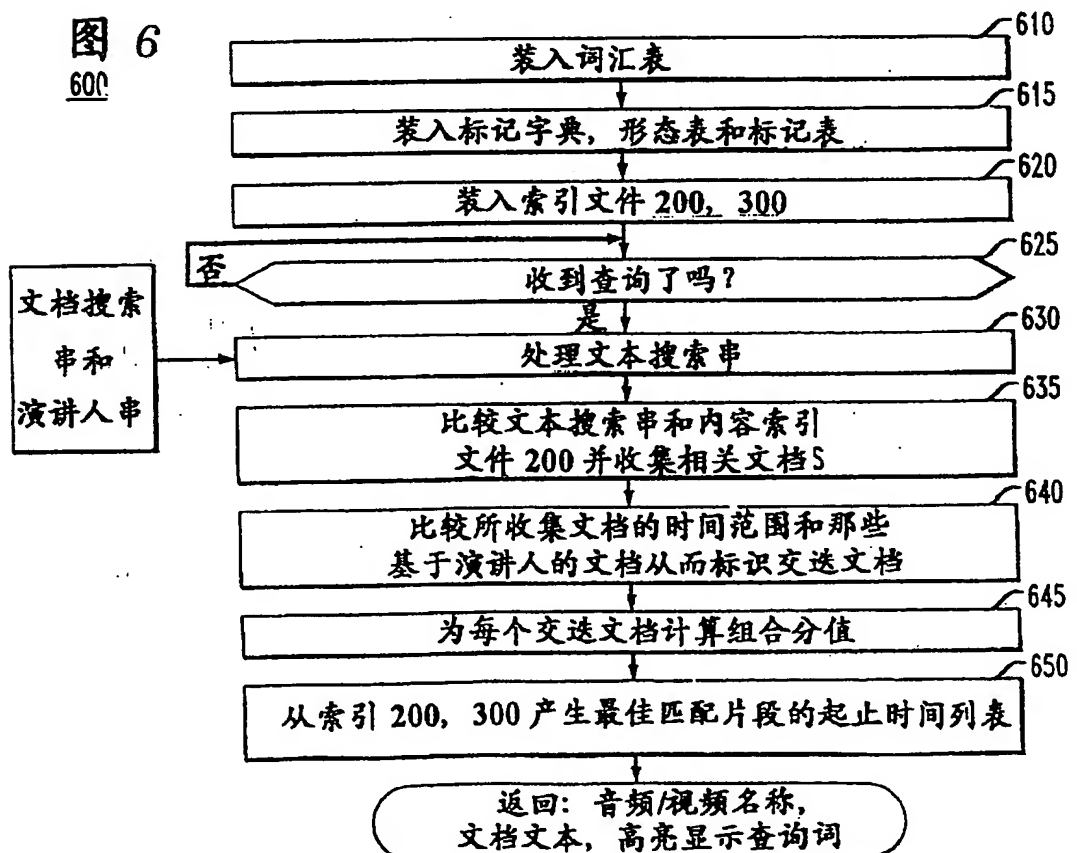 图 6
600
装入词汇表
610
装入标记字典, 形态表和标记表
615
装入索引文件 200, 300
620
否
收到查询了吗?
625
是
文档搜索
串和
演讲人串
处理文本搜索串
630
比较文本搜索串和内容索引
文件 200 并收集相关文档S
635
比较所收集文档的时间范围和那些
基于演讲人的文档从而标识交迭文档
640
为每个交迭文档计算组合分值
645
从索引 200, 300 产生最佳匹配片段的起止时间列表
650
返回: 音频/视频名称,
文档文本, 高亮显示查询词